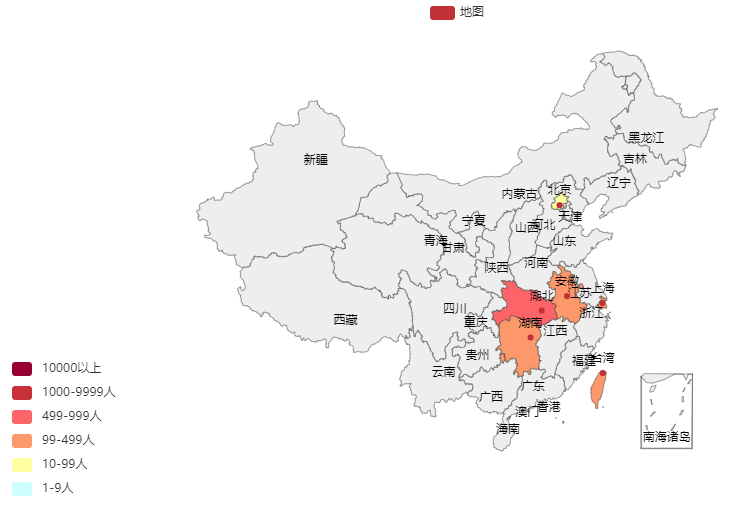 地图
黑龙江
吉林
新疆
辽宁
内蒙古
北京
天津
宁夏
山西
河北
山东
青海
甘肃
河南
陕西
安徽
江苏
上海
湖北
浙江
四川
西藏
重庆
湖南
江西
贵州
福建
台湾
云南
10000以上
1000-9999人
广东
广西
499-999人
澳门
香港
海南
南海诸岛
99-499人
10-99人
1-9人